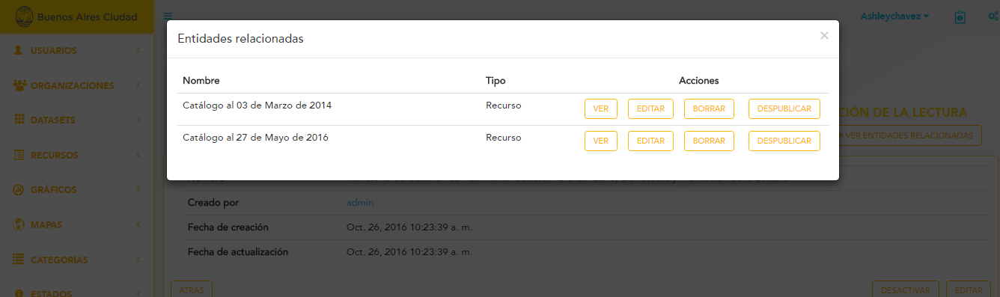 Buenos Aires Ciudad
Ashleychavez
Entidades relacionadas
×
Nombre Tipo Acciones
Catálogo al 03 de Marzo de 2014 Recurso VER EDITAR BORRAR DESPUBLICAR
Catálogo al 27 de Mayo de 2016 Recurso VER EDITAR BORRAR DESPUBLICAR
USUARIOS
ORGANIZACIONES
DATASETS
RECURSOS
GRÁFICOS
MAPAS
CATEGORÍAS
ESTADOS
CIÓN DE LA LECTURA
VER ENTIDADES RELACIONADAS
Creado por admin
Fecha de creación Oct. 26, 2016 10:23:39 a. m.
Fecha de actualización Oct. 26, 2016 10:23:39 a. m.
ATRAS DESACTIVAR EDITAR